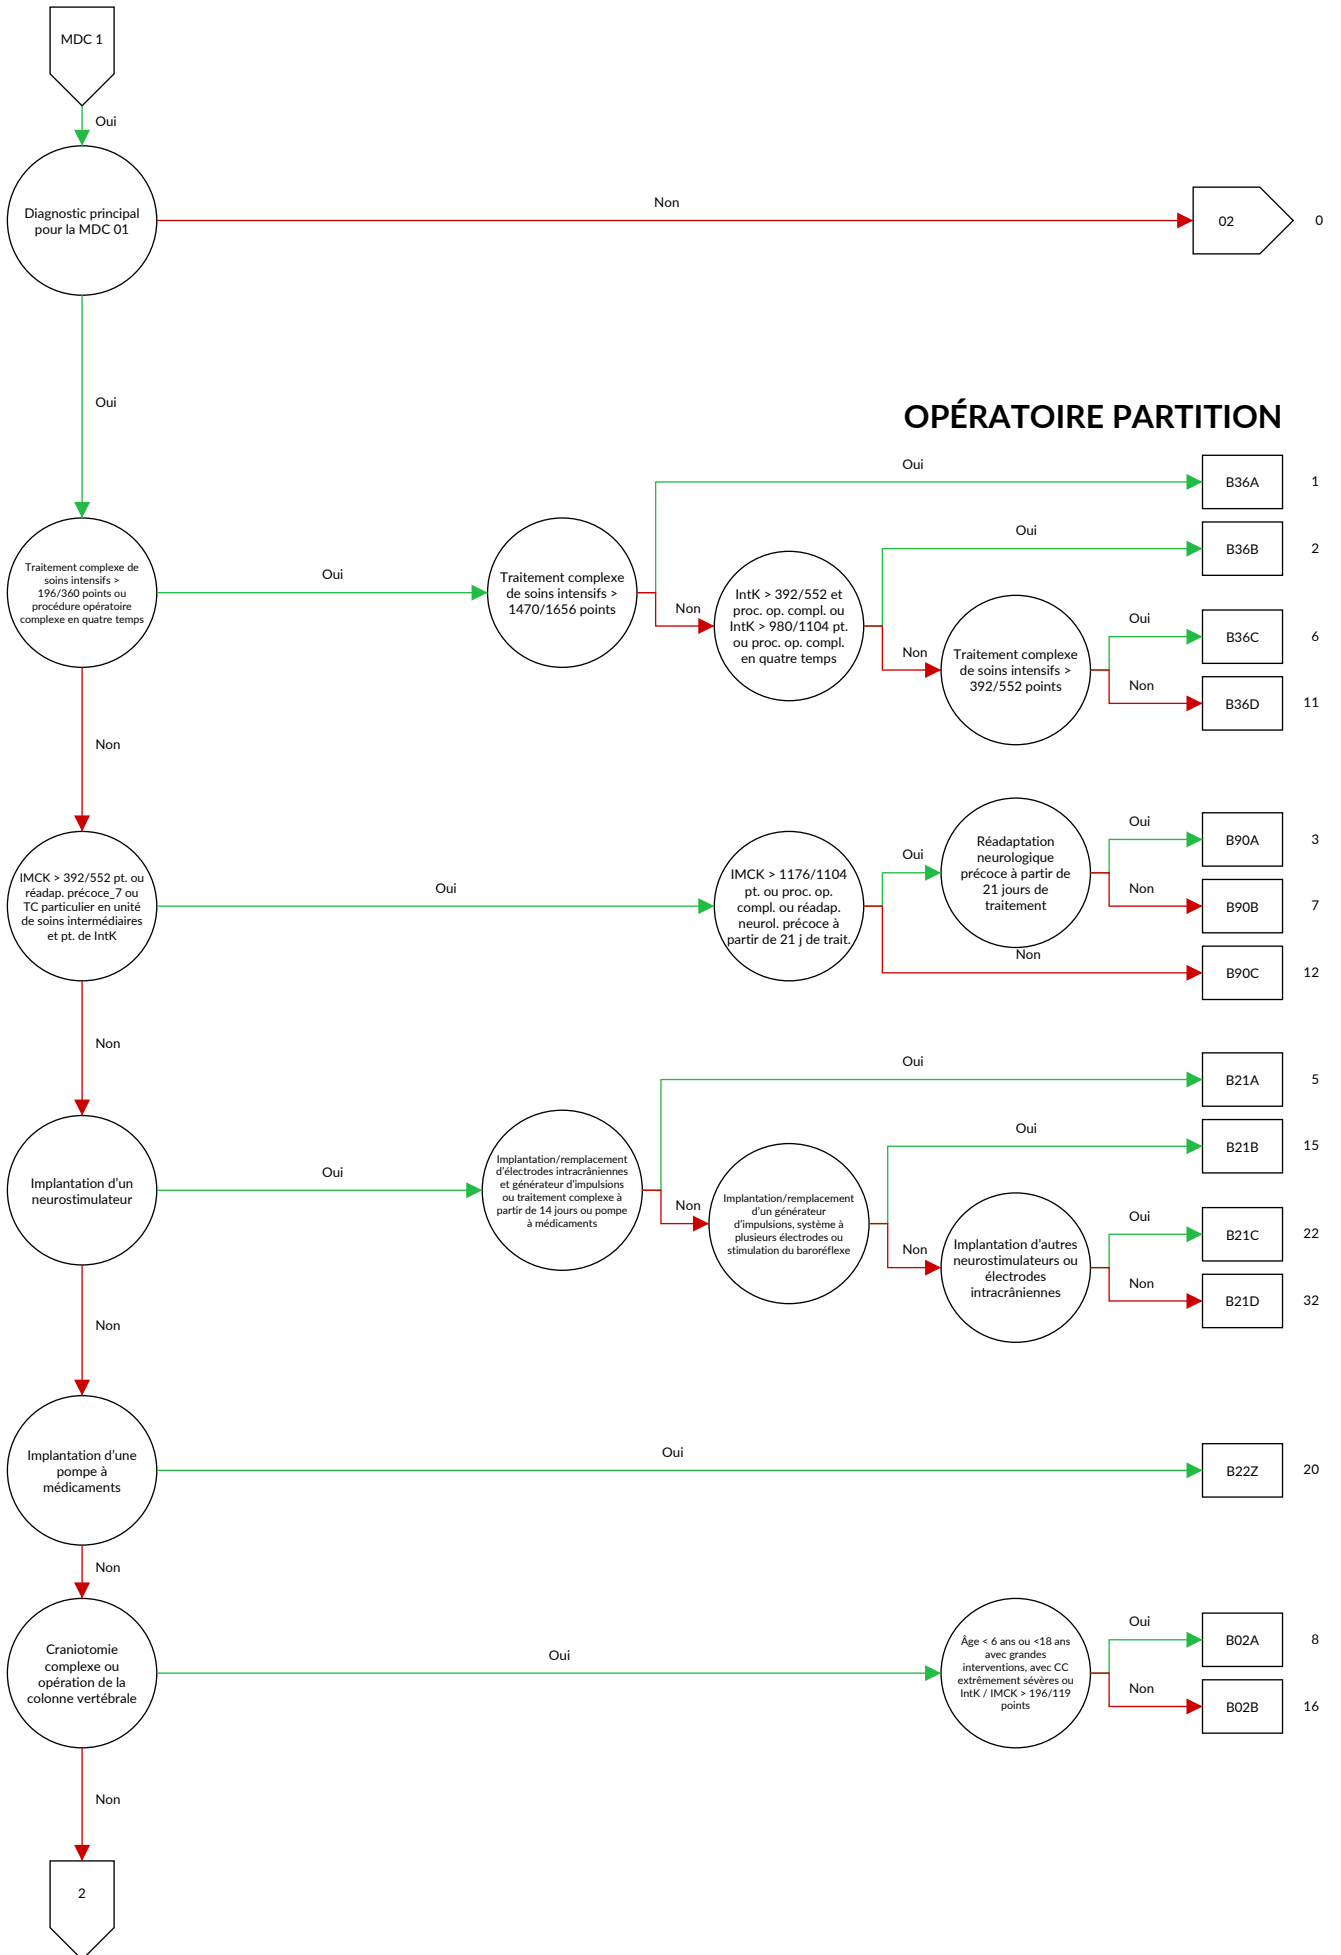 MDC 1
Oui
Diagnostic principal
pour la MDC 01
Non
02
0
Oui
OPÉRATOIRE PARTITION
Traitement complexe de
soins intensifs >
196/360 points ou
procédure opératoire
complexe en quatre temps
Oui
Traitement complexe
de soins intensifs >
1470/1656 points
Oui
B36A
1
Non
IntK > 392/552 et
proc. op. compl. ou
IntK > 980/1104 pt.
ou proc. op. compl.
en quatre temps
Oui
B36B
2
Non
Traitement complexe
de soins intensifs >
392/552 points
Oui
B36C
6
Non
B36D
11
Non
IMCK > 392/552 pt. ou
réadap. précoce_7 ou
TC particulier en unité
de soins intermédiaires
et pt. de IntK
Oui
IMCK > 1176/1104
pt. ou proc. op.
compl. ou réadap.
neurol. précoce à
partir de 21 j de trait.
Oui
Réadaptation
neurologique
précoce à partir de
21 jours de
traitement
Oui
B90A
3
Non
B90B
7
Non
B90C
12
Non
Implantation d'un
neurostimulateur
Oui
Implantation/remplacement
d'électrodes intracrâniennes
et générateur d'impulsions
ou traitement complexe à
partir de 14 jours ou pompe
à médicaments
Oui
B21A
5
Non
Implantation/remplacement
d'un générateur
d'impulsions, système à
plusieurs électrodes ou
stimulation du baroréflexe
Oui
B21B
15
Non
Implantation d'autres
neurostimulateurs ou
électrodes
intracrâniennes
Oui
B21C
22
Non
B21D
32
Non
Implantation d'une
pompe à
médicaments
Oui
B22Z
20
Non
Craniotomie
complexe ou
opération de la
colonne vertébrale
Oui
Âge < 6 ans ou <18 ans
avec grandes
interventions, avec CC
extrêmement sévères ou
IntK / IMCK > 196/119
points
Oui
B02A
8
Non
B02B
16
Non
2